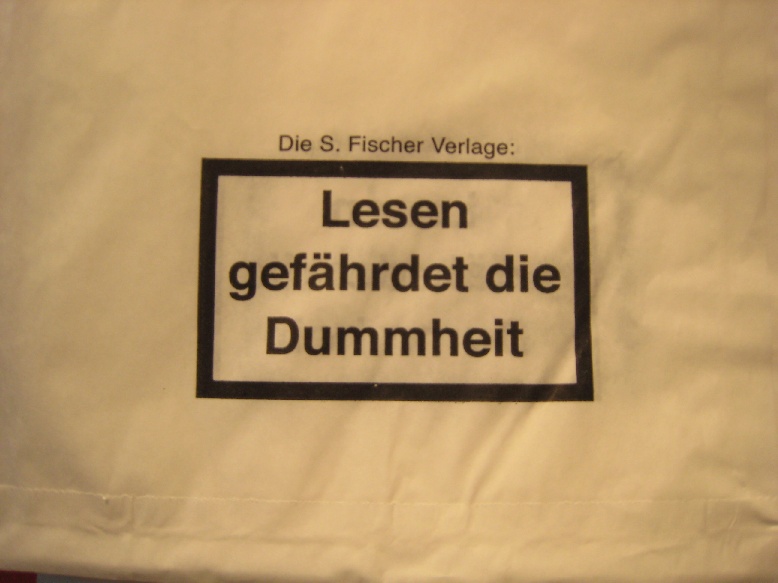 Die S. Fischer Verlage:
Lesen
gefährdet die
Dummheit